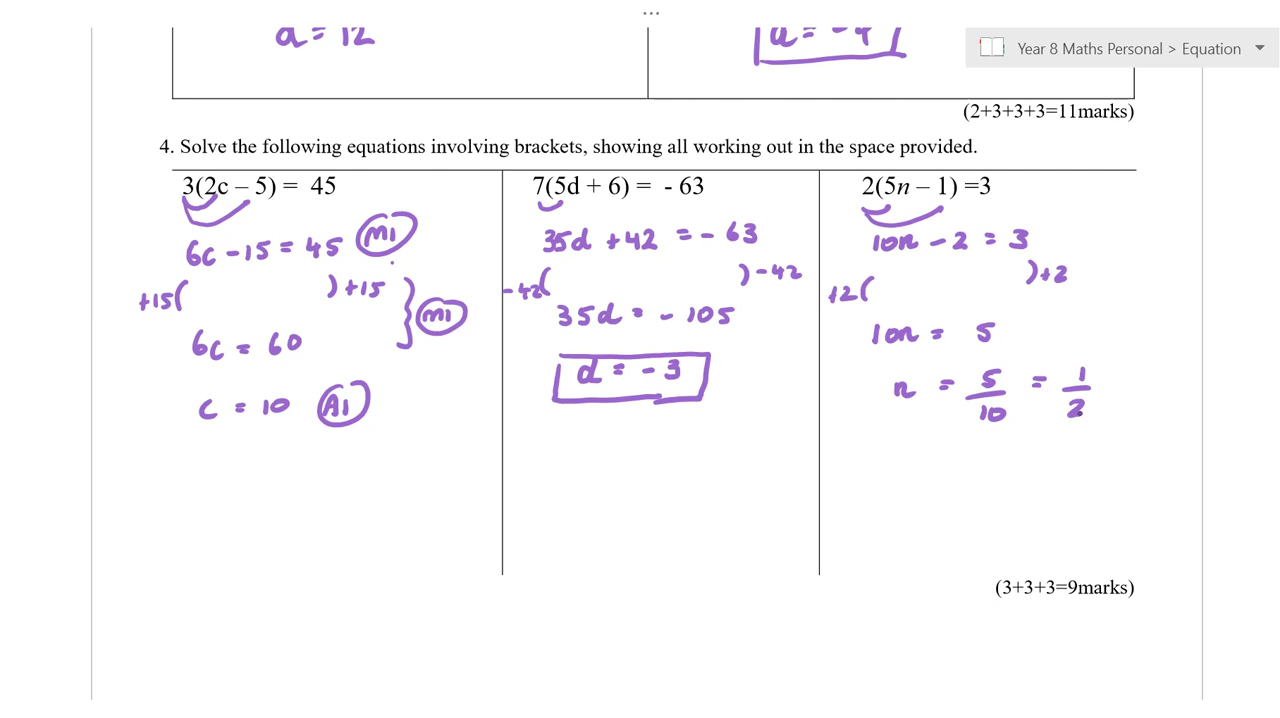 a = 12
Year 8 Maths Personal > Equation
(2+3+3+3=11marks)
4. Solve the following equations involving brackets, showing all working out in the space provided.
3(2c – 5) = 45
6c - 15 = 45 M1
+15( ) +15
M1
6c = 60
c = 10 A1
7(5d + 6) = - 63
35d + 42 = - 63
-42( ) - 42
35d = - 105
d = - 3
2(5n – 1) =3
10n - 2 = 3
+2( ) +2
10n = 5
n = 5/10 = 1/2
(3+3+3=9marks)